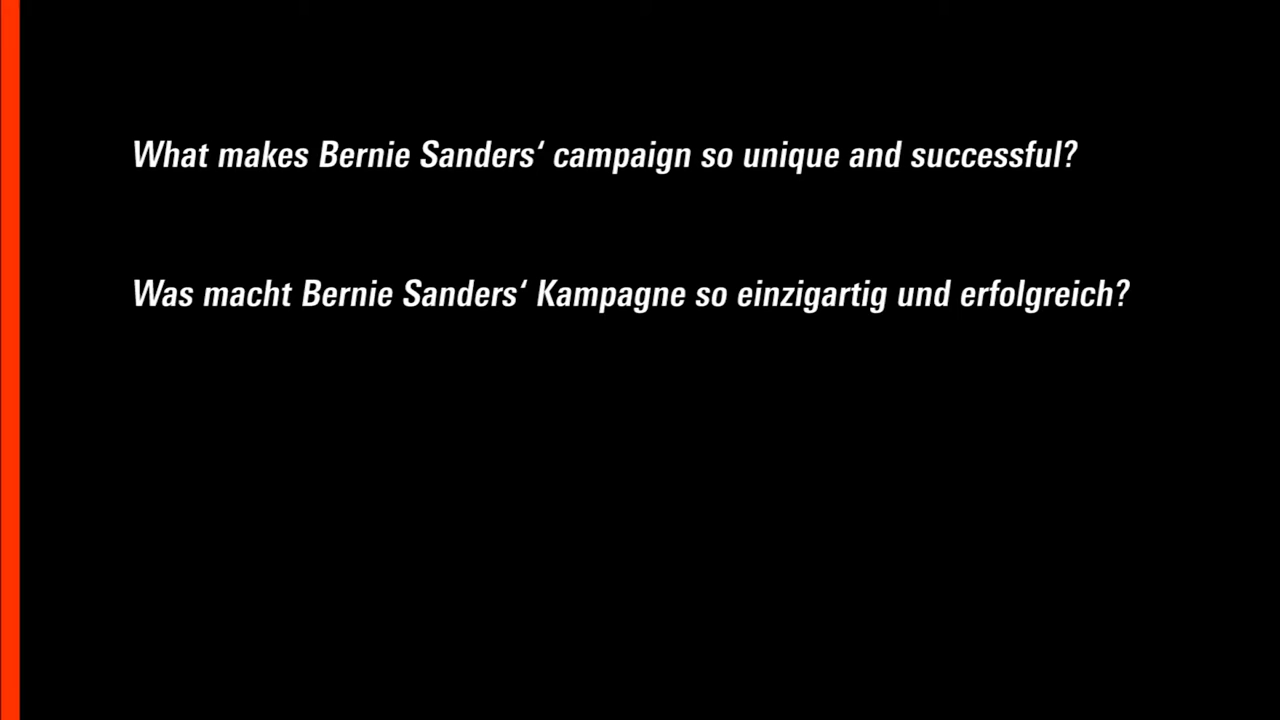 What makes Bernie Sanders‘ campaign so unique and successful?
Was macht Bernie Sanders‘ Kampagne so einzigartig und erfolgreich?